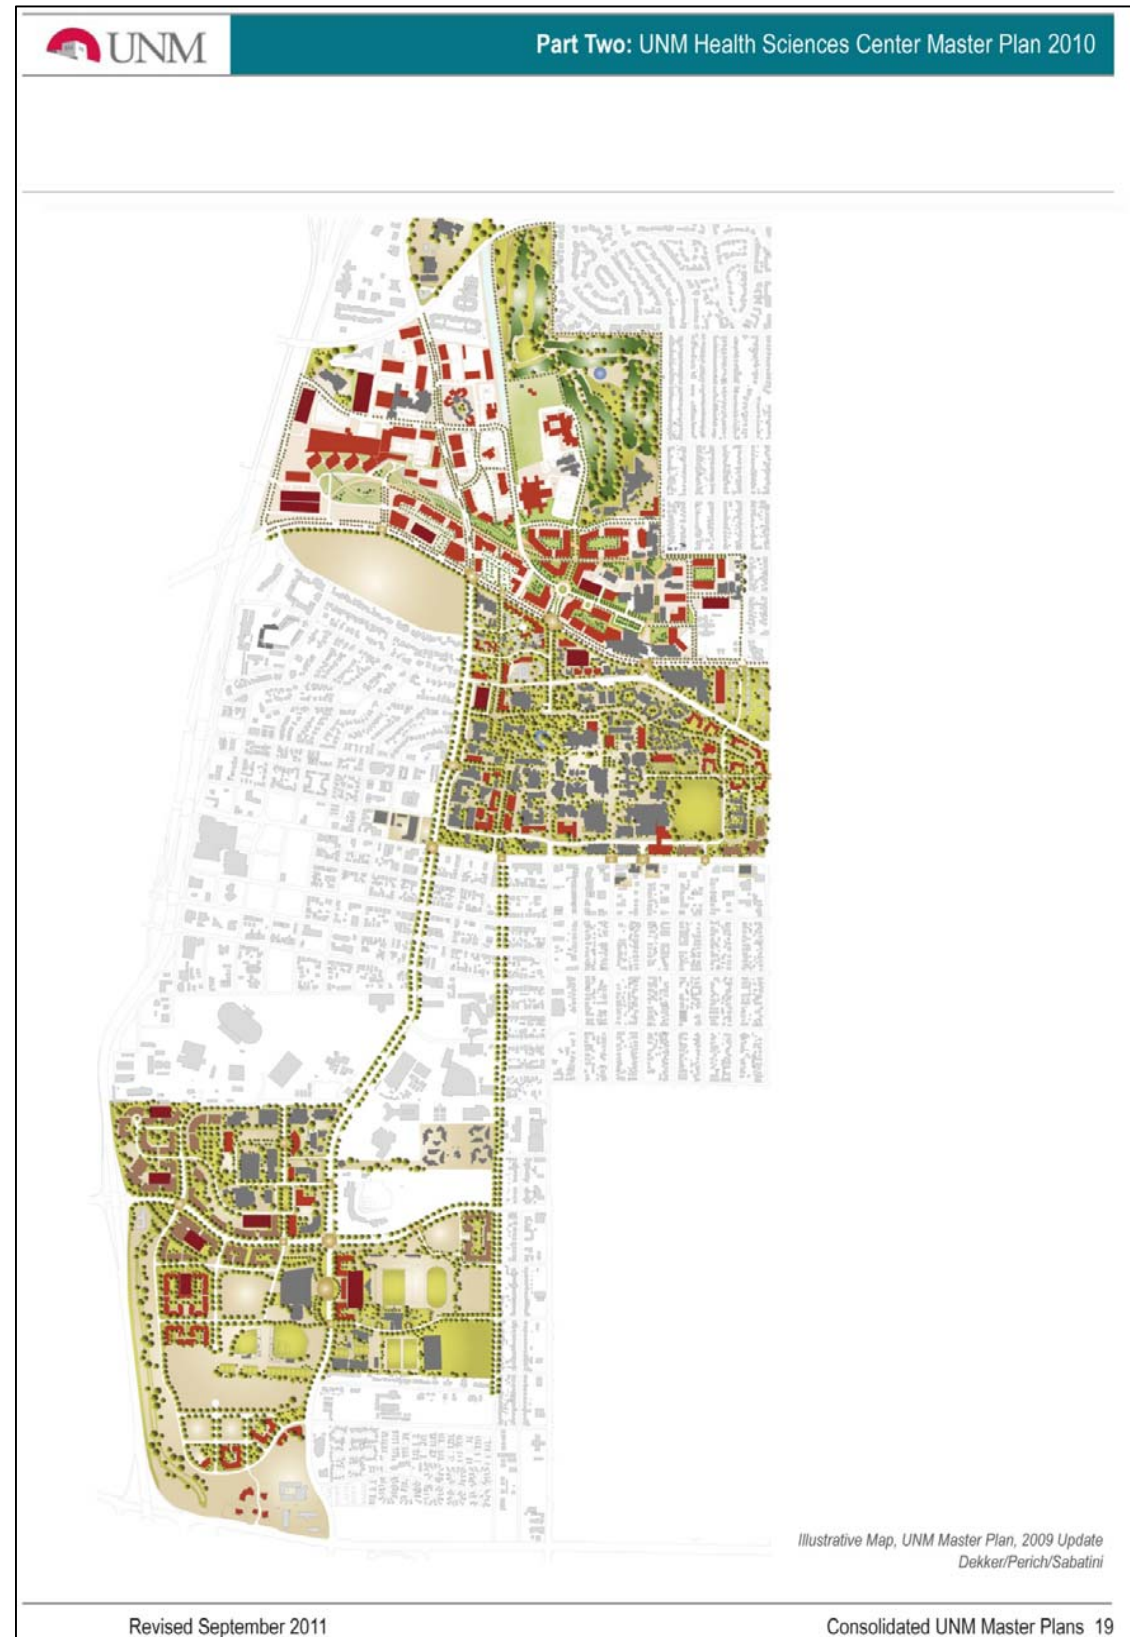 UNM
Part Two: UNM Health Sciences Center Master Plan 2010
Illustrative Map, UNM Master Plan, 2009 Update
Dekker/Perich/Sabatini
Revised September 2011
Consolidated UNM Master Plans 19